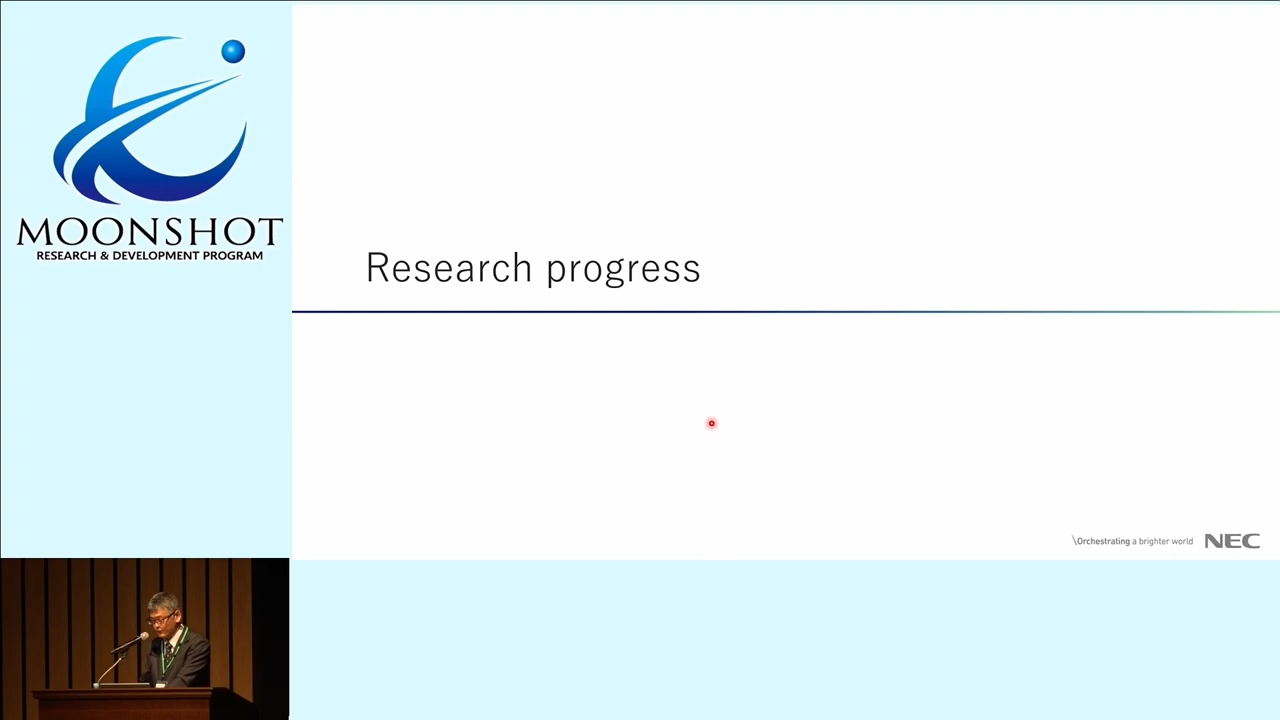 MOONSHOT
RESEARCH & DEVELOPMENT PROGRAM
Research progress
\Orchestrating a brighter world NEC